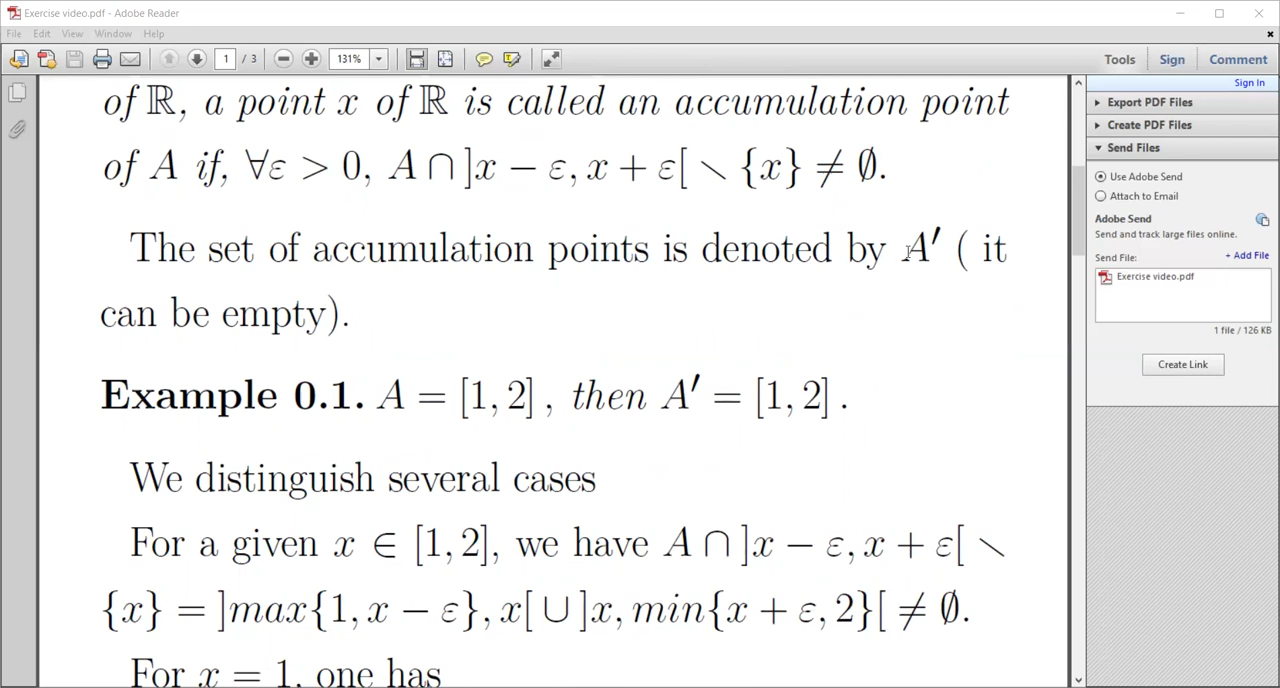 Exercise video.pdf - Adobe Reader
File Edit View Window Help
1 / 3 131% Tools Sign Comment
Sign In
Export PDF Files
Create PDF Files
Send Files
Use Adobe Send
Attach to Email
Adobe Send
Send and track large files online.
Send File: + Add File
Exercise video.pdf
1 file / 126 KB
Create Link
of ℝ, a point x of ℝ is called an accumulation point
of A if, ∀ε > 0, A ∩ ]x − ε, x + ε[ ∖ {x} ≠ ∅.
The set of accumulation points is denoted by A′ ( it
can be empty).
Example 0.1. A = [1, 2] , then A′ = [1, 2] .
We distinguish several cases
For a given x ∈ [1, 2], we have A ∩ ]x − ε, x + ε[ ∖
{x} = ]max{1, x − ε}, x[ ∪ ]x, min{x + ε, 2}[ ≠ ∅.
For x = 1, one has